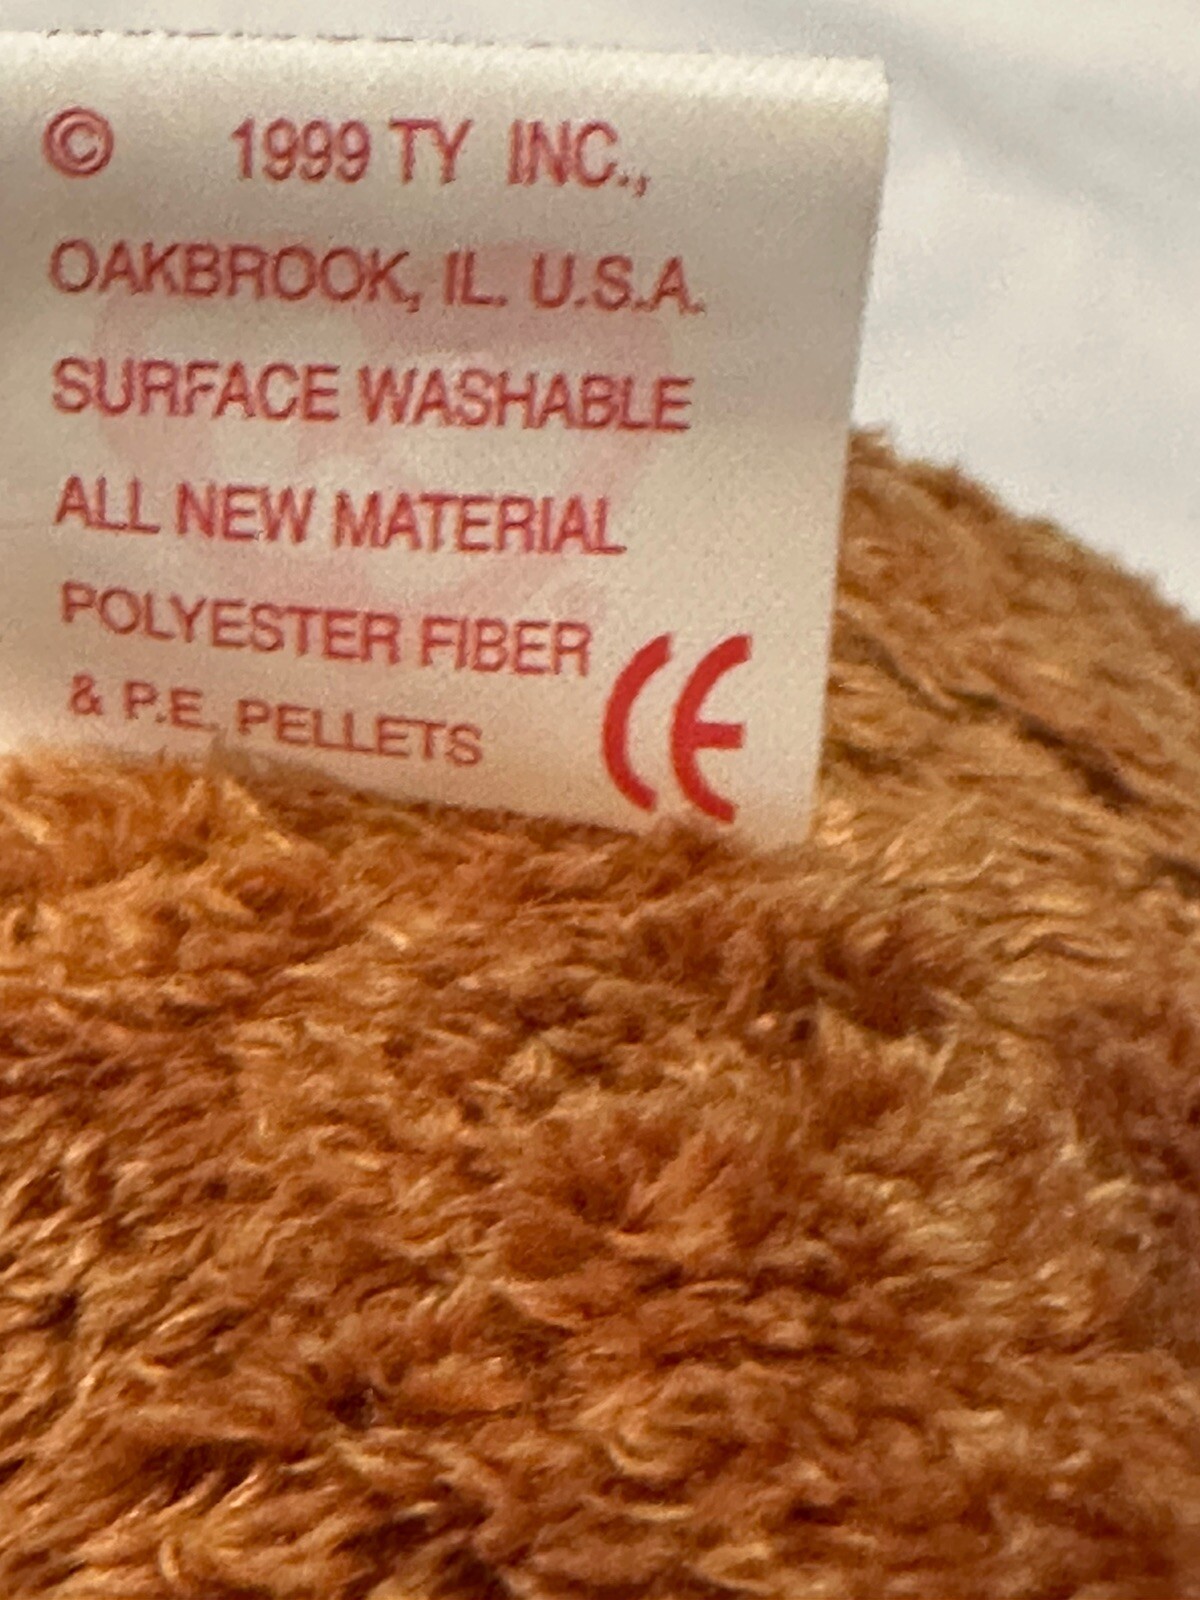 © 1999 TY INC.,
OAKBROOK, IL. U.S.A.
SURFACE WASHABLE
ALL NEW MATERIAL
POLYESTER FIBER
& P.E. PELLETS CE